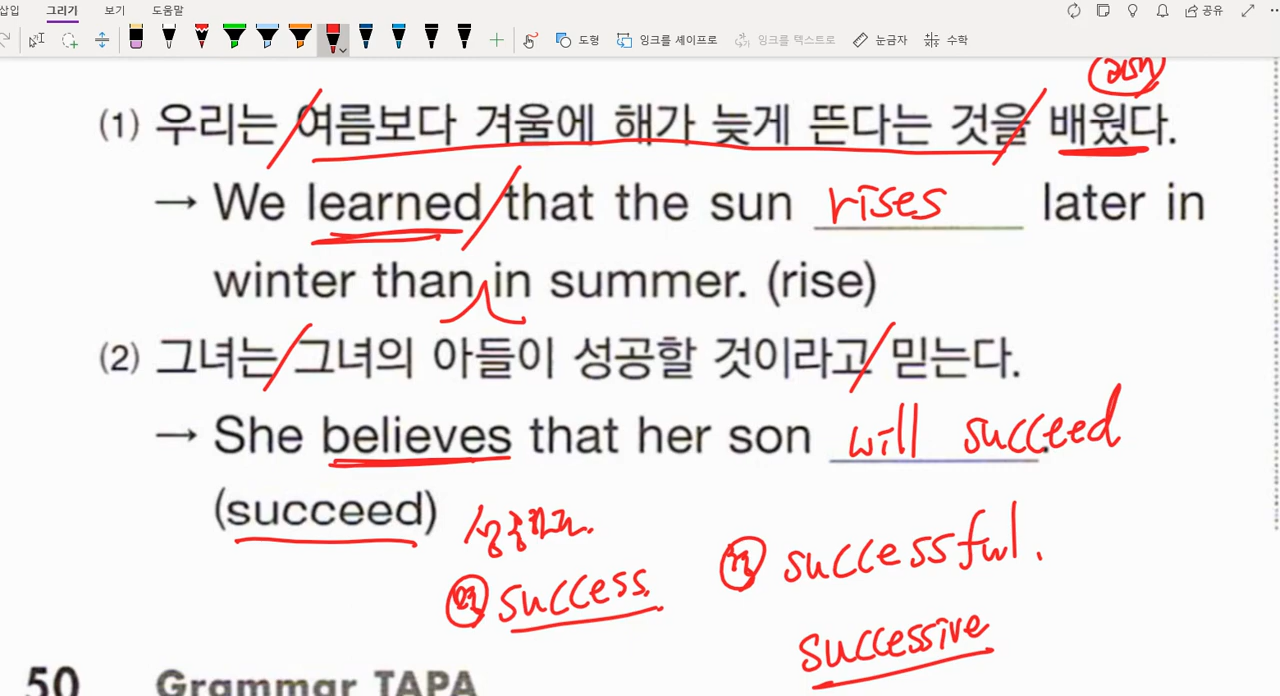 삽입 그리기 보기 도움말 공유
도형 잉크를 셰이프로 잉크를 텍스트로 눈금자 수학
(1) 우리는 여름보다 겨울에 해가 늦게 뜬다는 것을 배웠다.
→ We learned that the sun rises later in
winter than in summer. (rise)
(2) 그녀는 그녀의 아들이 성공할 것이라고 믿는다.
→ She believes that her son will succeed.
(succeed)
successful.
success.
successive
50 Grammar TAPA